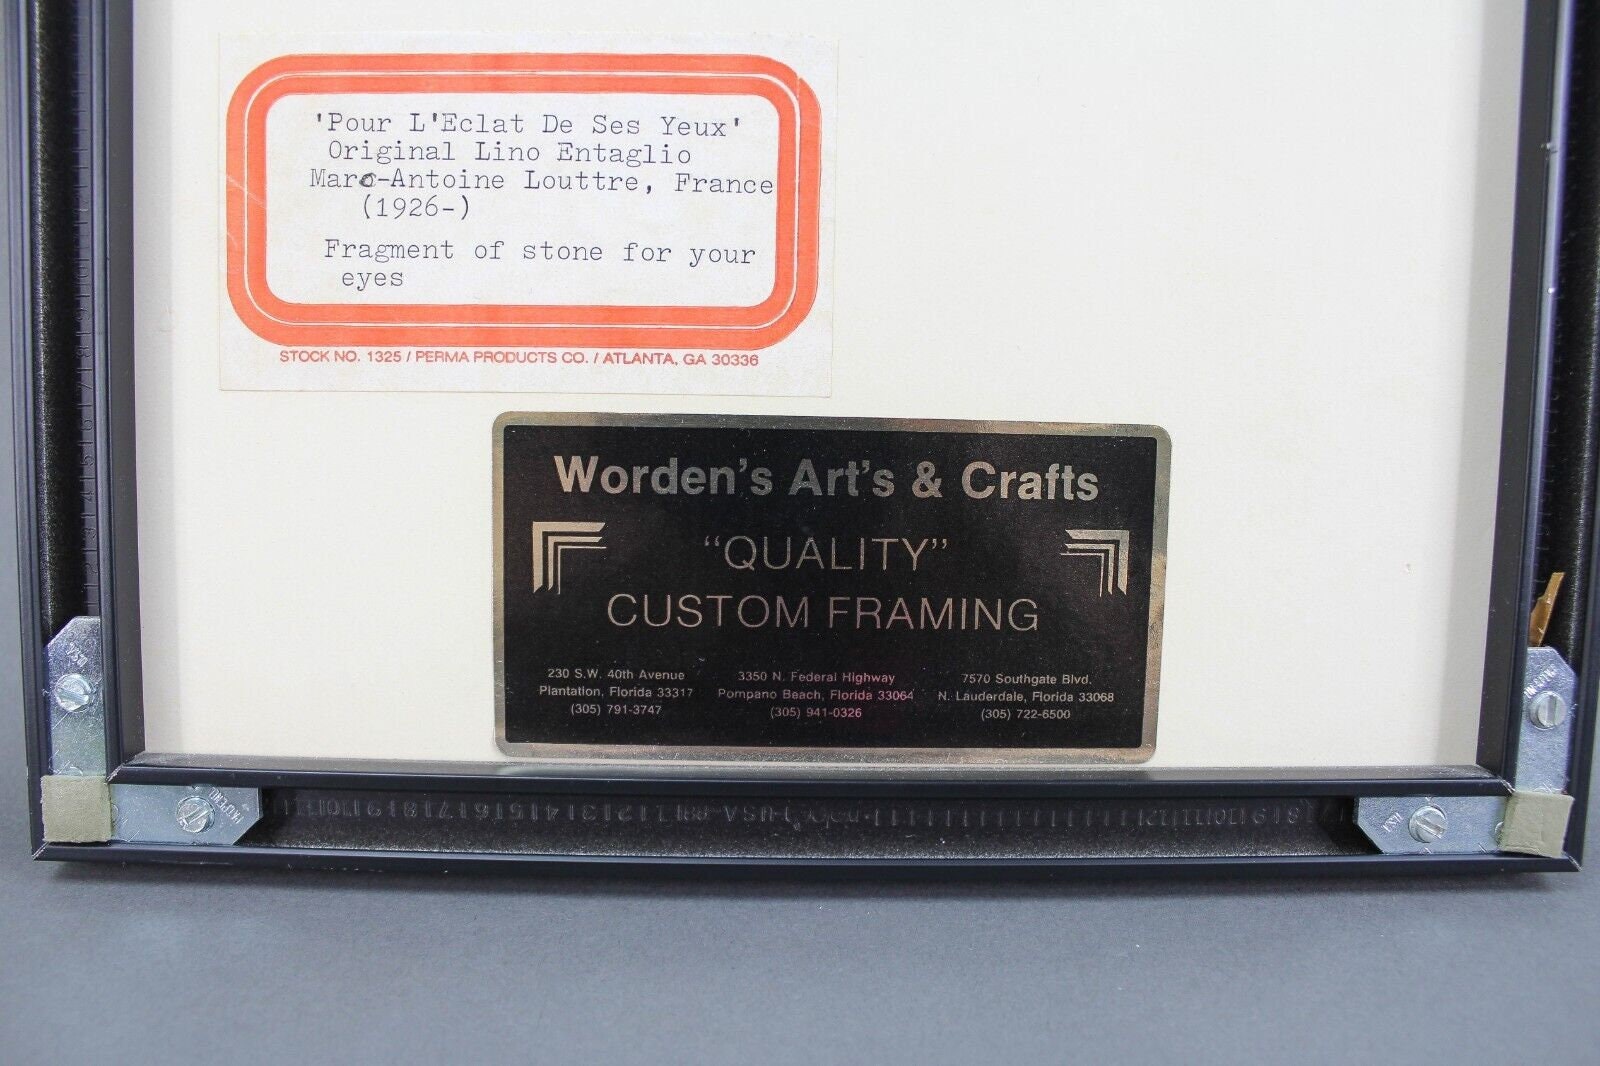 'Pour L'Eclat De Ses Yeux'
Original Lino Entaglio
Marc-Antoine Louttre, France
(1926-)
Fragment of stone for your
eyes
STOCK NO. 1325 / PERMA PRODUCTS CO. / ATLANTA, GA 30336
Worden's Art's & Crafts
"QUALITY"
CUSTOM FRAMING
230 S.W. 40th Avenue
Plantation, Florida 33317
(305) 791-3747
3350 N. Federal Highway
Pompano Beach, Florida 33064
(305) 941-0326
7570 Southgate Blvd.
N. Lauderdale, Florida 33068
(305) 722-6500
USA
USA